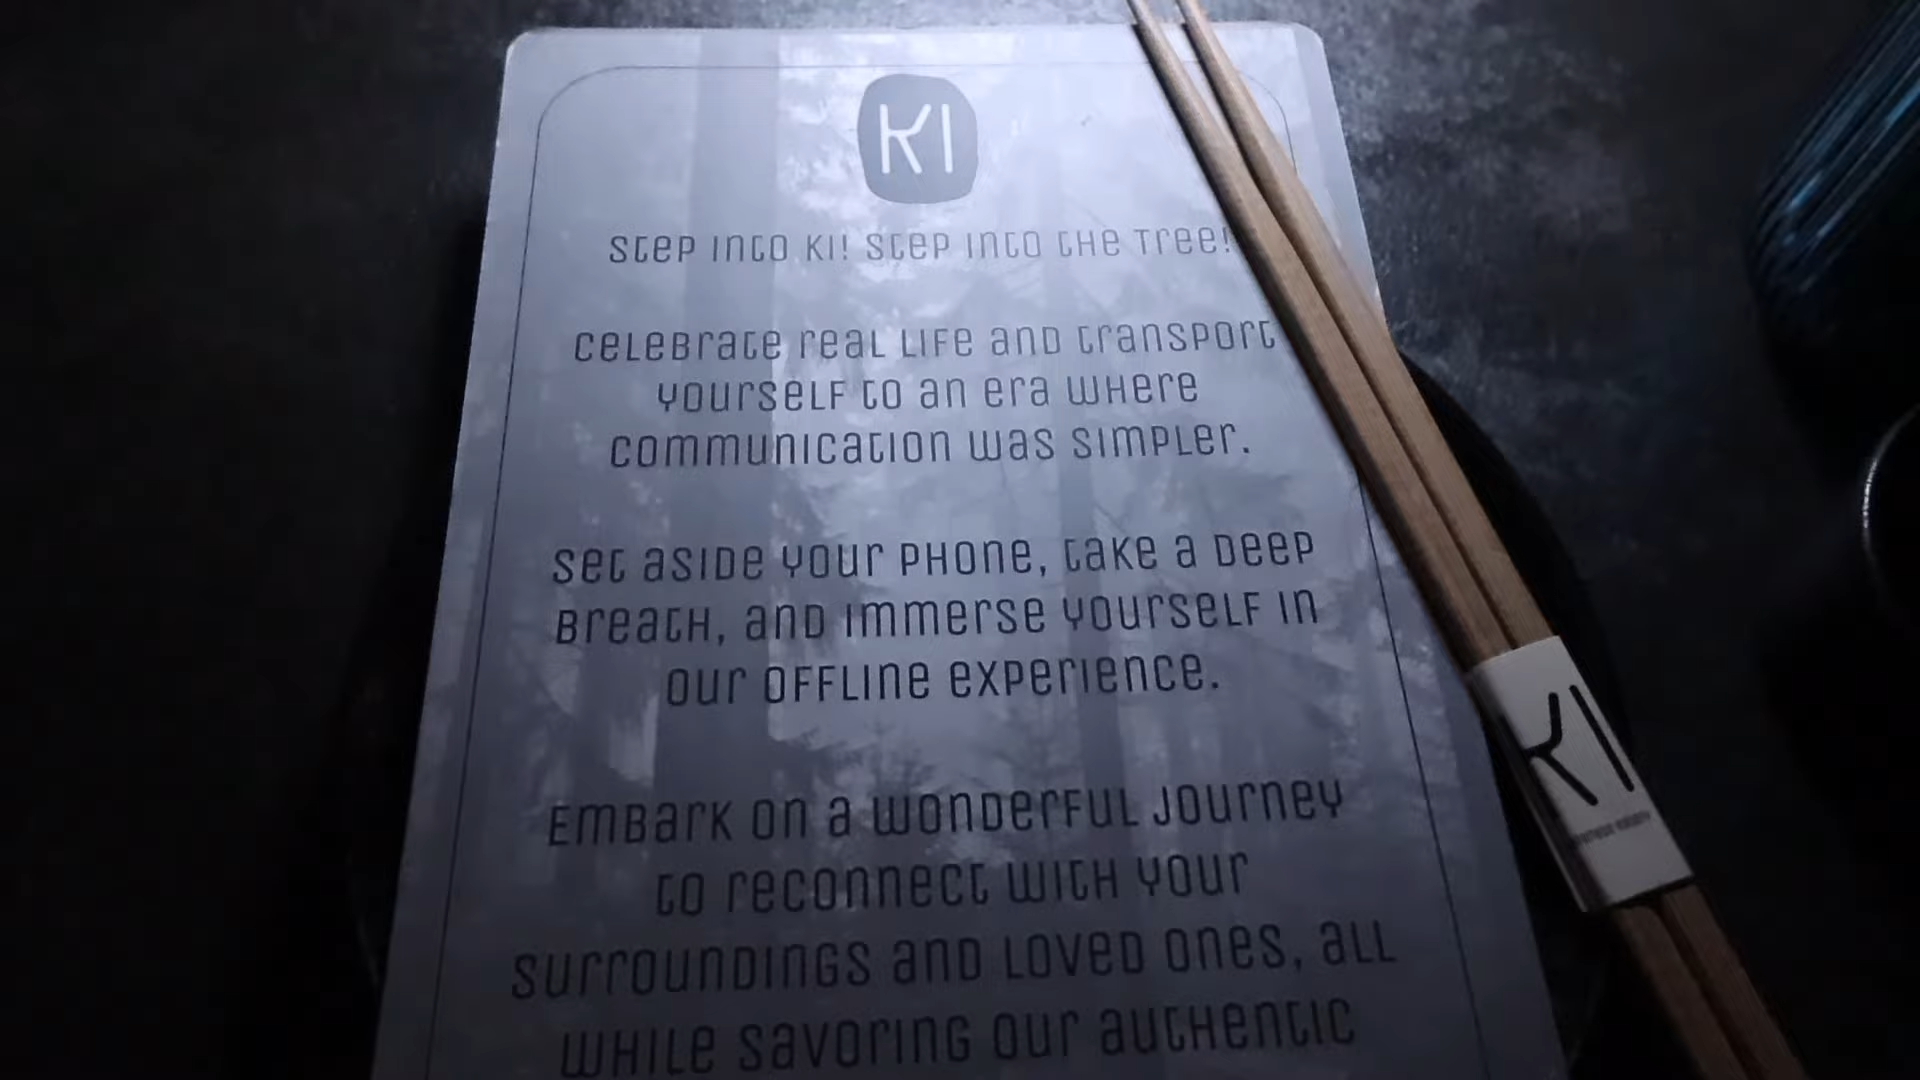 KI
STEP INTO KI! STEP INTO THE TREE!
CELEBRATE REAL LIFE AND TRANSPORT
YOURSELF TO AN ERA WHERE
COMMUNICATION WAS SIMPLER.
SET ASIDE YOUR PHONE, TAKE A DEEP
BREATH, AND IMMERSE YOURSELF IN
OUR OFFLINE EXPERIENCE.
EMBARK ON A WONDERFUL JOURNEY
TO RECONNECT WITH YOUR
SURROUNDINGS AND LOVED ONES, ALL
WHILE SAVORING OUR AUTHENTIC
KI